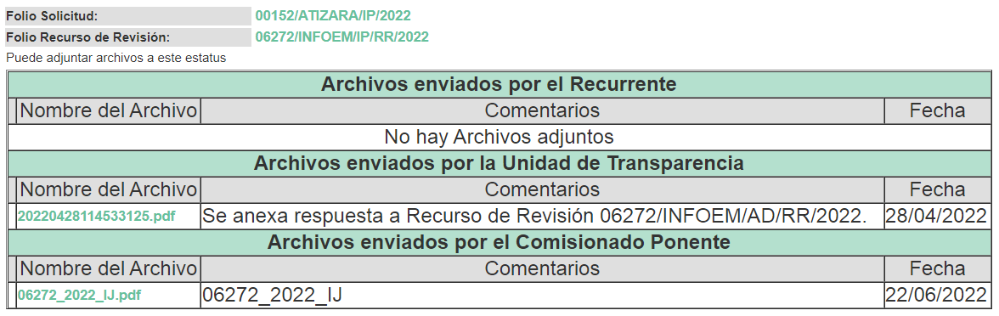 Folio Solicitud: 00152/ATIZARA/IP/2022
Folio Recurso de Revisión: 06272/INFOEM/IP/RR/2022
Puede adjuntar archivos a este estatus
Archivos enviados por el Recurrente
Nombre del Archivo Comentarios Fecha
No hay Archivos adjuntos
Archivos enviados por la Unidad de Transparencia
Nombre del Archivo Comentarios Fecha
20220428114533125.pdf Se anexa respuesta a Recurso de Revisión 06272/INFOEM/AD/RR/2022. 28/04/2022
Archivos enviados por el Comisionado Ponente
Nombre del Archivo Comentarios Fecha
06272_2022_IJ.pdf 06272_2022_IJ 22/06/2022